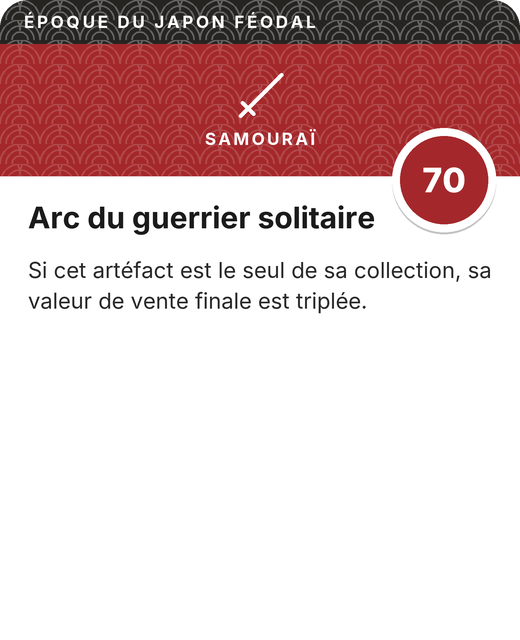 ÉPOQUE DU JAPON FÉODAL
SAMOURAÏ
70
Arc du guerrier solitaire
Si cet artéfact est le seul de sa collection, sa
valeur de vente finale est triplée.